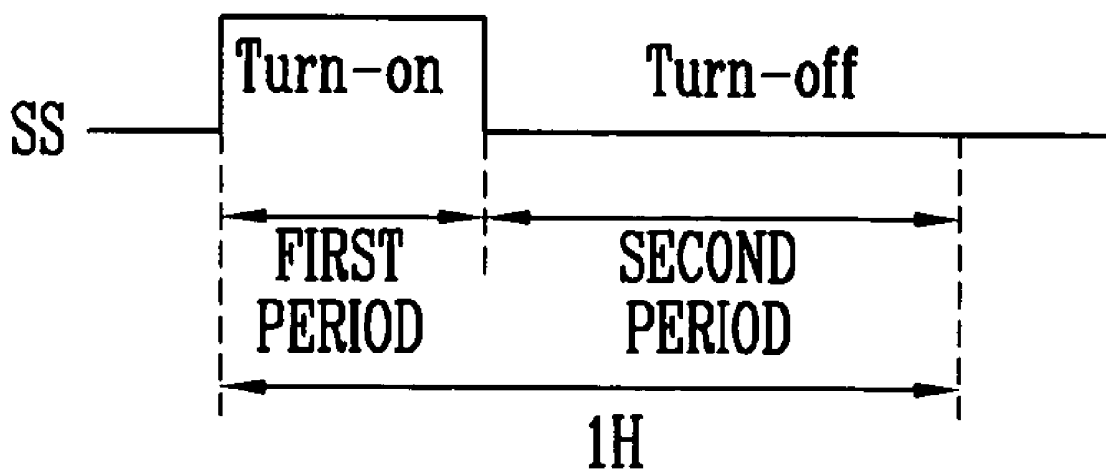 Turn-on
Turn-off
SS
FIRST
PERIOD
SECOND
PERIOD
1H